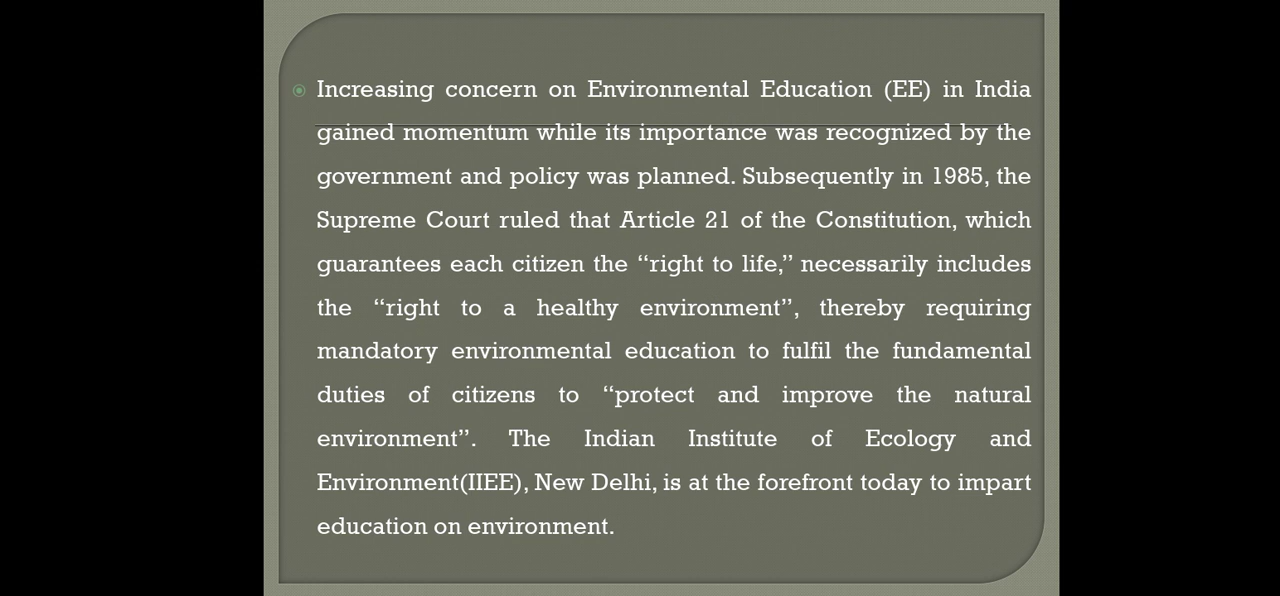 Increasing concern on Environmental Education (EE) in India
gained momentum while its importance was recognized by the
government and policy was planned. Subsequently in 1985, the
Supreme Court ruled that Article 21 of the Constitution, which
guarantees each citizen the “right to life,” necessarily includes
the “right to a healthy environment”, thereby requiring
mandatory environmental education to fulfil the fundamental
duties of citizens to “protect and improve the natural
environment”. The Indian Institute of Ecology and
Environment(IIEE), New Delhi, is at the forefront today to impart
education on environment.